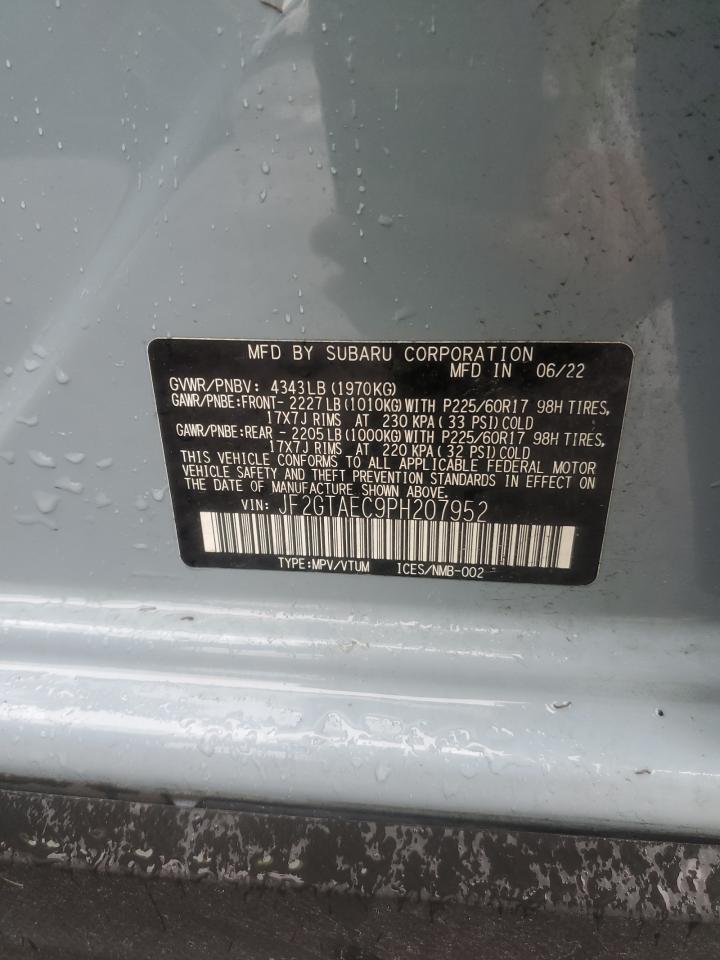 MFD BY SUBARU CORPORATION
MFD IN 06/22
GVWR/PNBV: 4343LB (1970KG)
GAWR/PNBE:FRONT- 2227LB (1010KG) WITH P225/60R17 98H TIRES,
17X7J RIMS AT 230 KPA ( 33 PSI) COLD
GAWR/PNBE:REAR - 2205LB (1000KG) WITH P225/60R17 98H TIRES,
17X7J RIMS AT 220 KPA ( 32 PSI) COLD
THIS VEHICLE CONFORMS TO ALL APPLICABLE FEDERAL MOTOR
VEHICLE SAFETY AND THEFT PREVENTION STANDARDS IN EFFECT ON
THE DATE OF MANUFACTURE SHOWN ABOVE.
VIN: JF2GTAEC9PH207952
TYPE:MPV/VTUM ICES/NMB-002